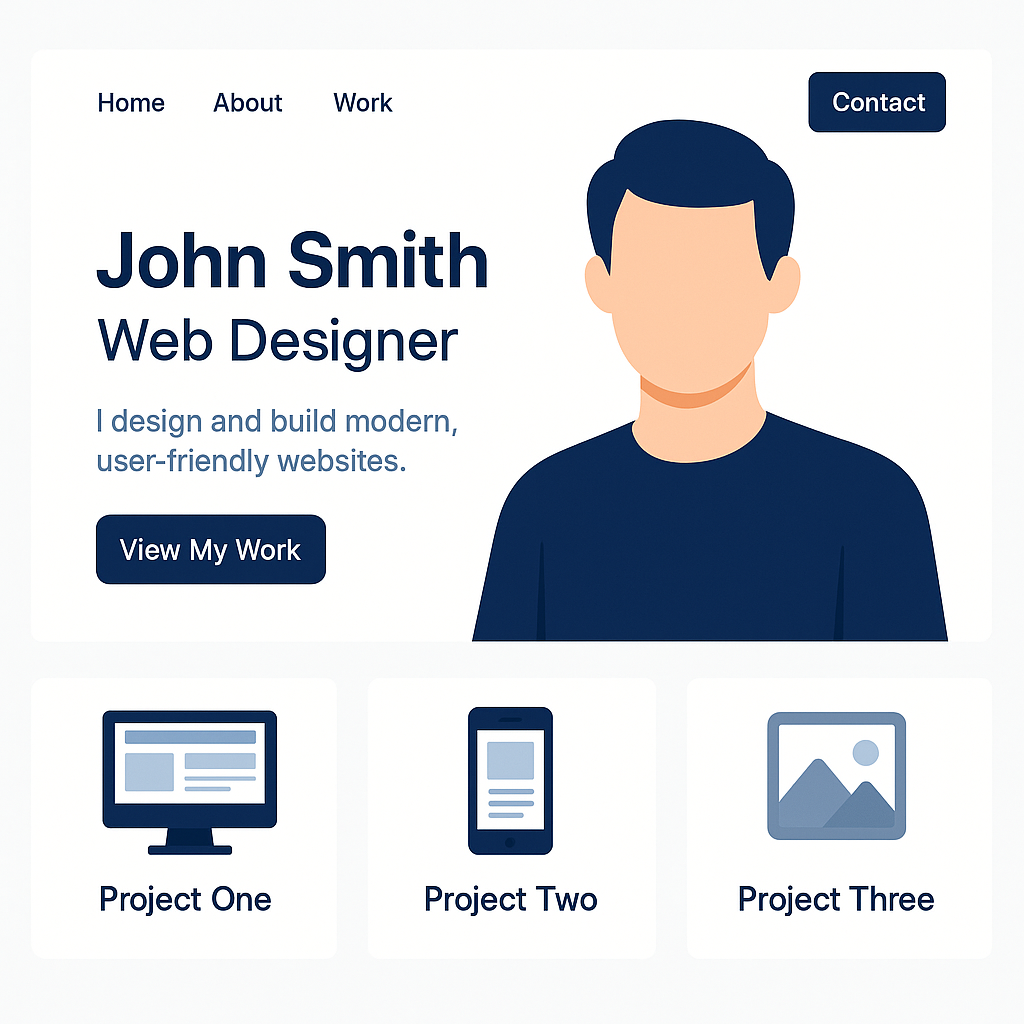 Home About Work Contact
John Smith
Web Designer
I design and build modern,
user-friendly websites.
View My Work
Project One Project Two Project Three